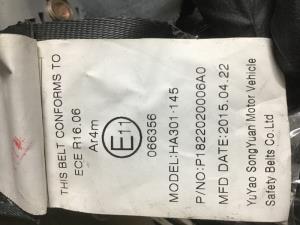 THIS BELT CONFORMS TO
ECE R16.06
Ar4m
E11
066356
MODEL:HA301-145
P/NO:P1822020006A0
MFD DATE:2015.04.22
YuYao SongYuan Motor Vehicle
Safety Belts Co.Ltd